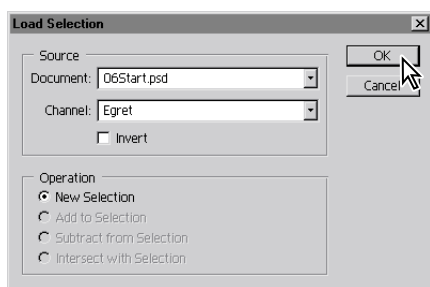 Load Selection
Source
Document: 06Start.psd
Channel: Egret
Invert
Operation
New Selection
Add to Selection
Subtract from Selection
Intersect with Selection
OK
Cancel